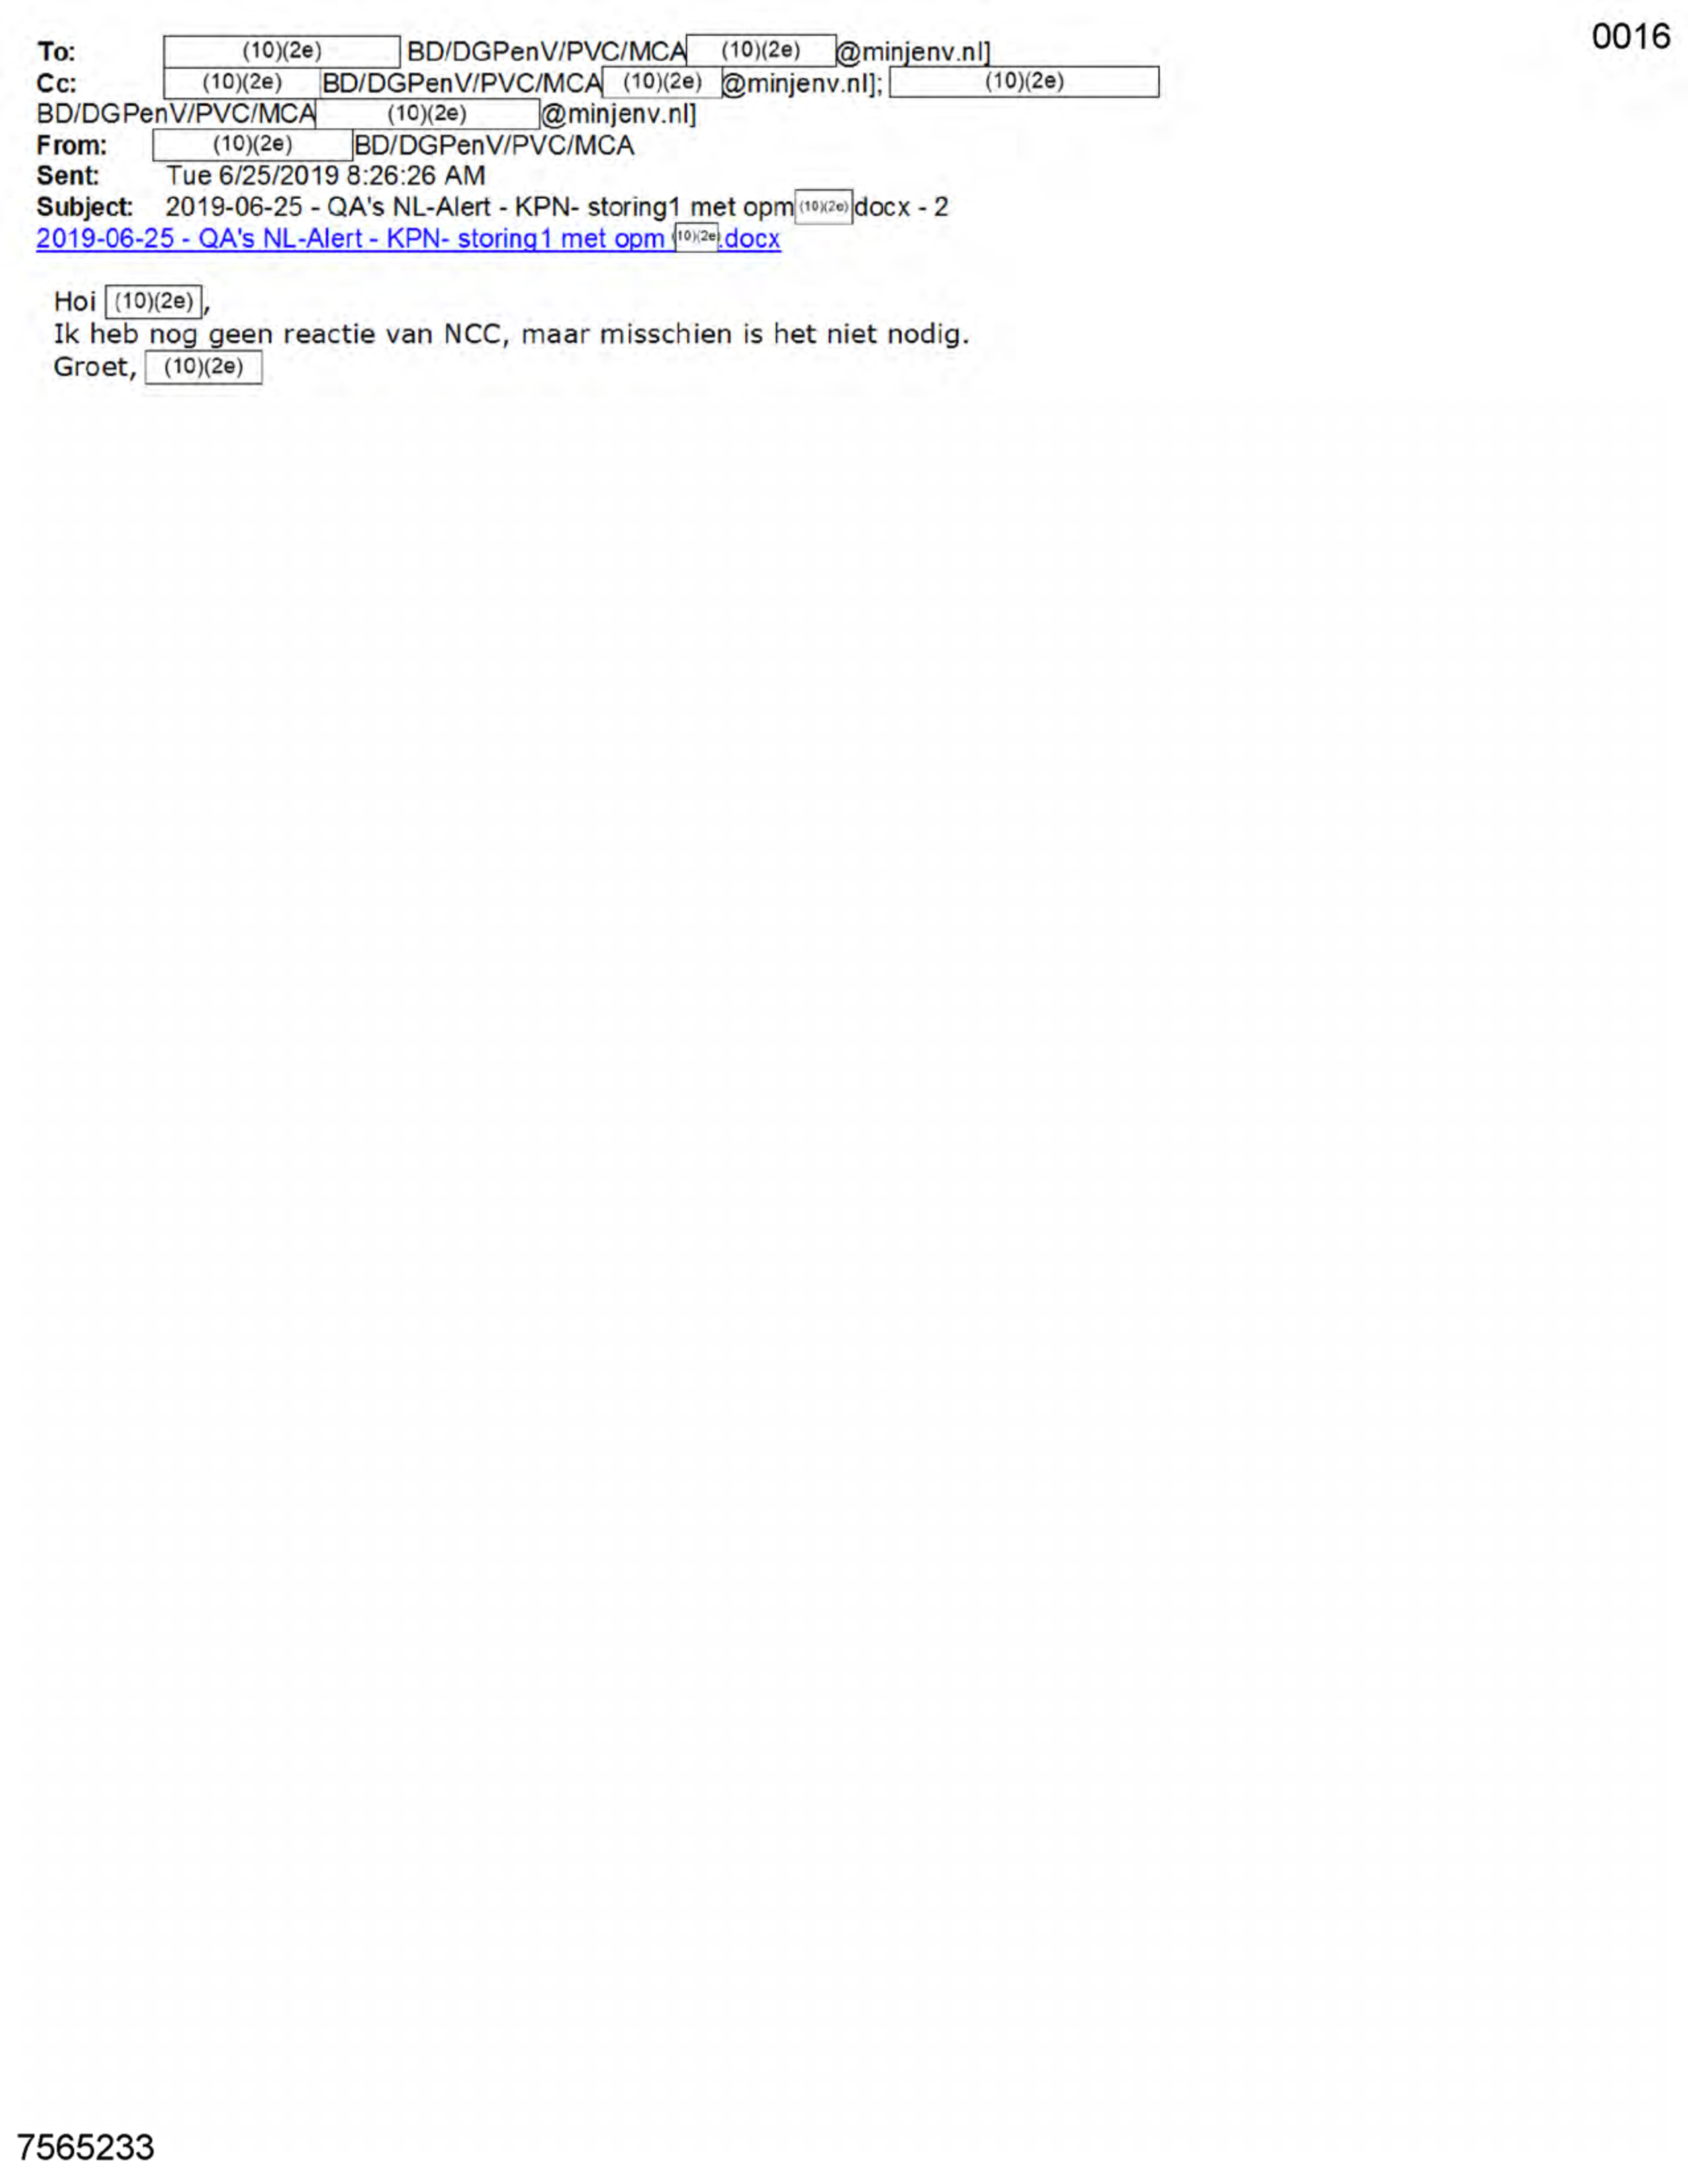 0016
To: (10)(2e) BD/DGPenV/PVC/MCA (10)(2e) @minjenv.nl]
Cc: (10)(2e) BD/DGPenV/PVC/MCA (10)(2e) @minjenv.nl]; (10)(2e)
BD/DGPenV/PVC/MCA (10)(2e) @minjenv.nl]
From: (10)(2e) BD/DGPenV/PVC/MCA
Sent: Tue 6/25/2019 8:26:26 AM
Subject: 2019-06-25 - QA's NL-Alert - KPN- storing1 met opm (10)(2e) docx - 2
2019-06-25 - QA's NL-Alert - KPN- storing1 met opm (10)(2e).docx
Hoi (10)(2e),
Ik heb nog geen reactie van NCC, maar misschien is het niet nodig.
Groet, (10)(2e)
7565233